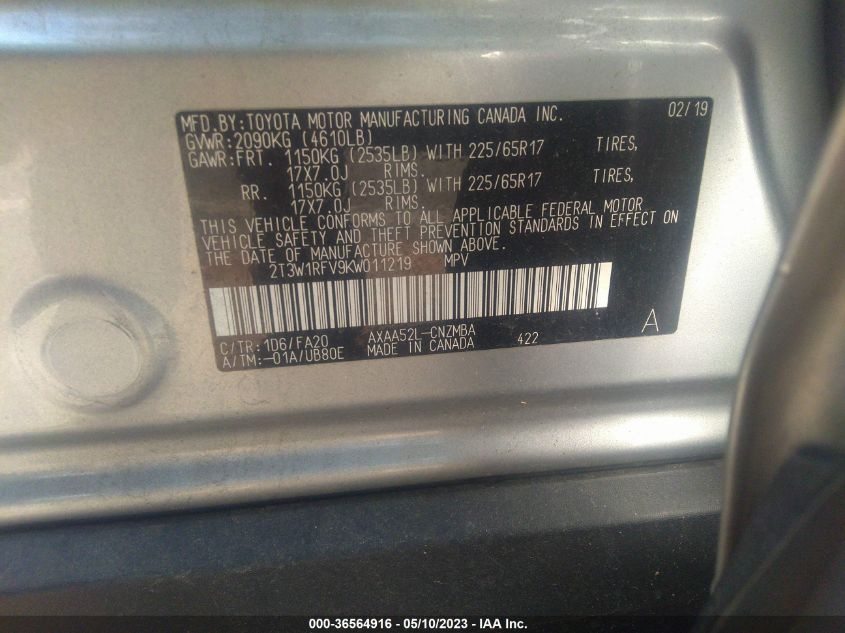 MFD.BY:TOYOTA MOTOR MANUFACTURING CANADA INC. 02/19
GVWR:2090KG (4610LB)
GAWR:FRT. 1150KG (2535LB) WITH 225/65R17 TIRES,
17X7.0J RIMS.
RR. 1150KG (2535LB) WITH 225/65R17 TIRES,
17X7.0J RIMS.
THIS VEHICLE CONFORMS TO ALL APPLICABLE FEDERAL MOTOR
VEHICLE SAFETY AND THEFT PREVENTION STANDARDS IN EFFECT ON
THE DATE OF MANUFACTURE SHOWN ABOVE.
2T3W1RFV9KW011219 MPV
C/TR:1D6/FA20 AXAA52L-CNZMBA 422 A
A/TM:-01A/UB80E MADE IN CANADA
000-36564916 - 05/10/2023 - IAA Inc.